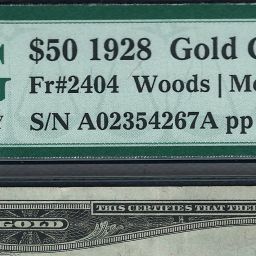 $50 1928 Gold C
Fr#2404 Woods | Me
S/N A02354267A pp
THIS CERTIFIES THAT THE
GOLD